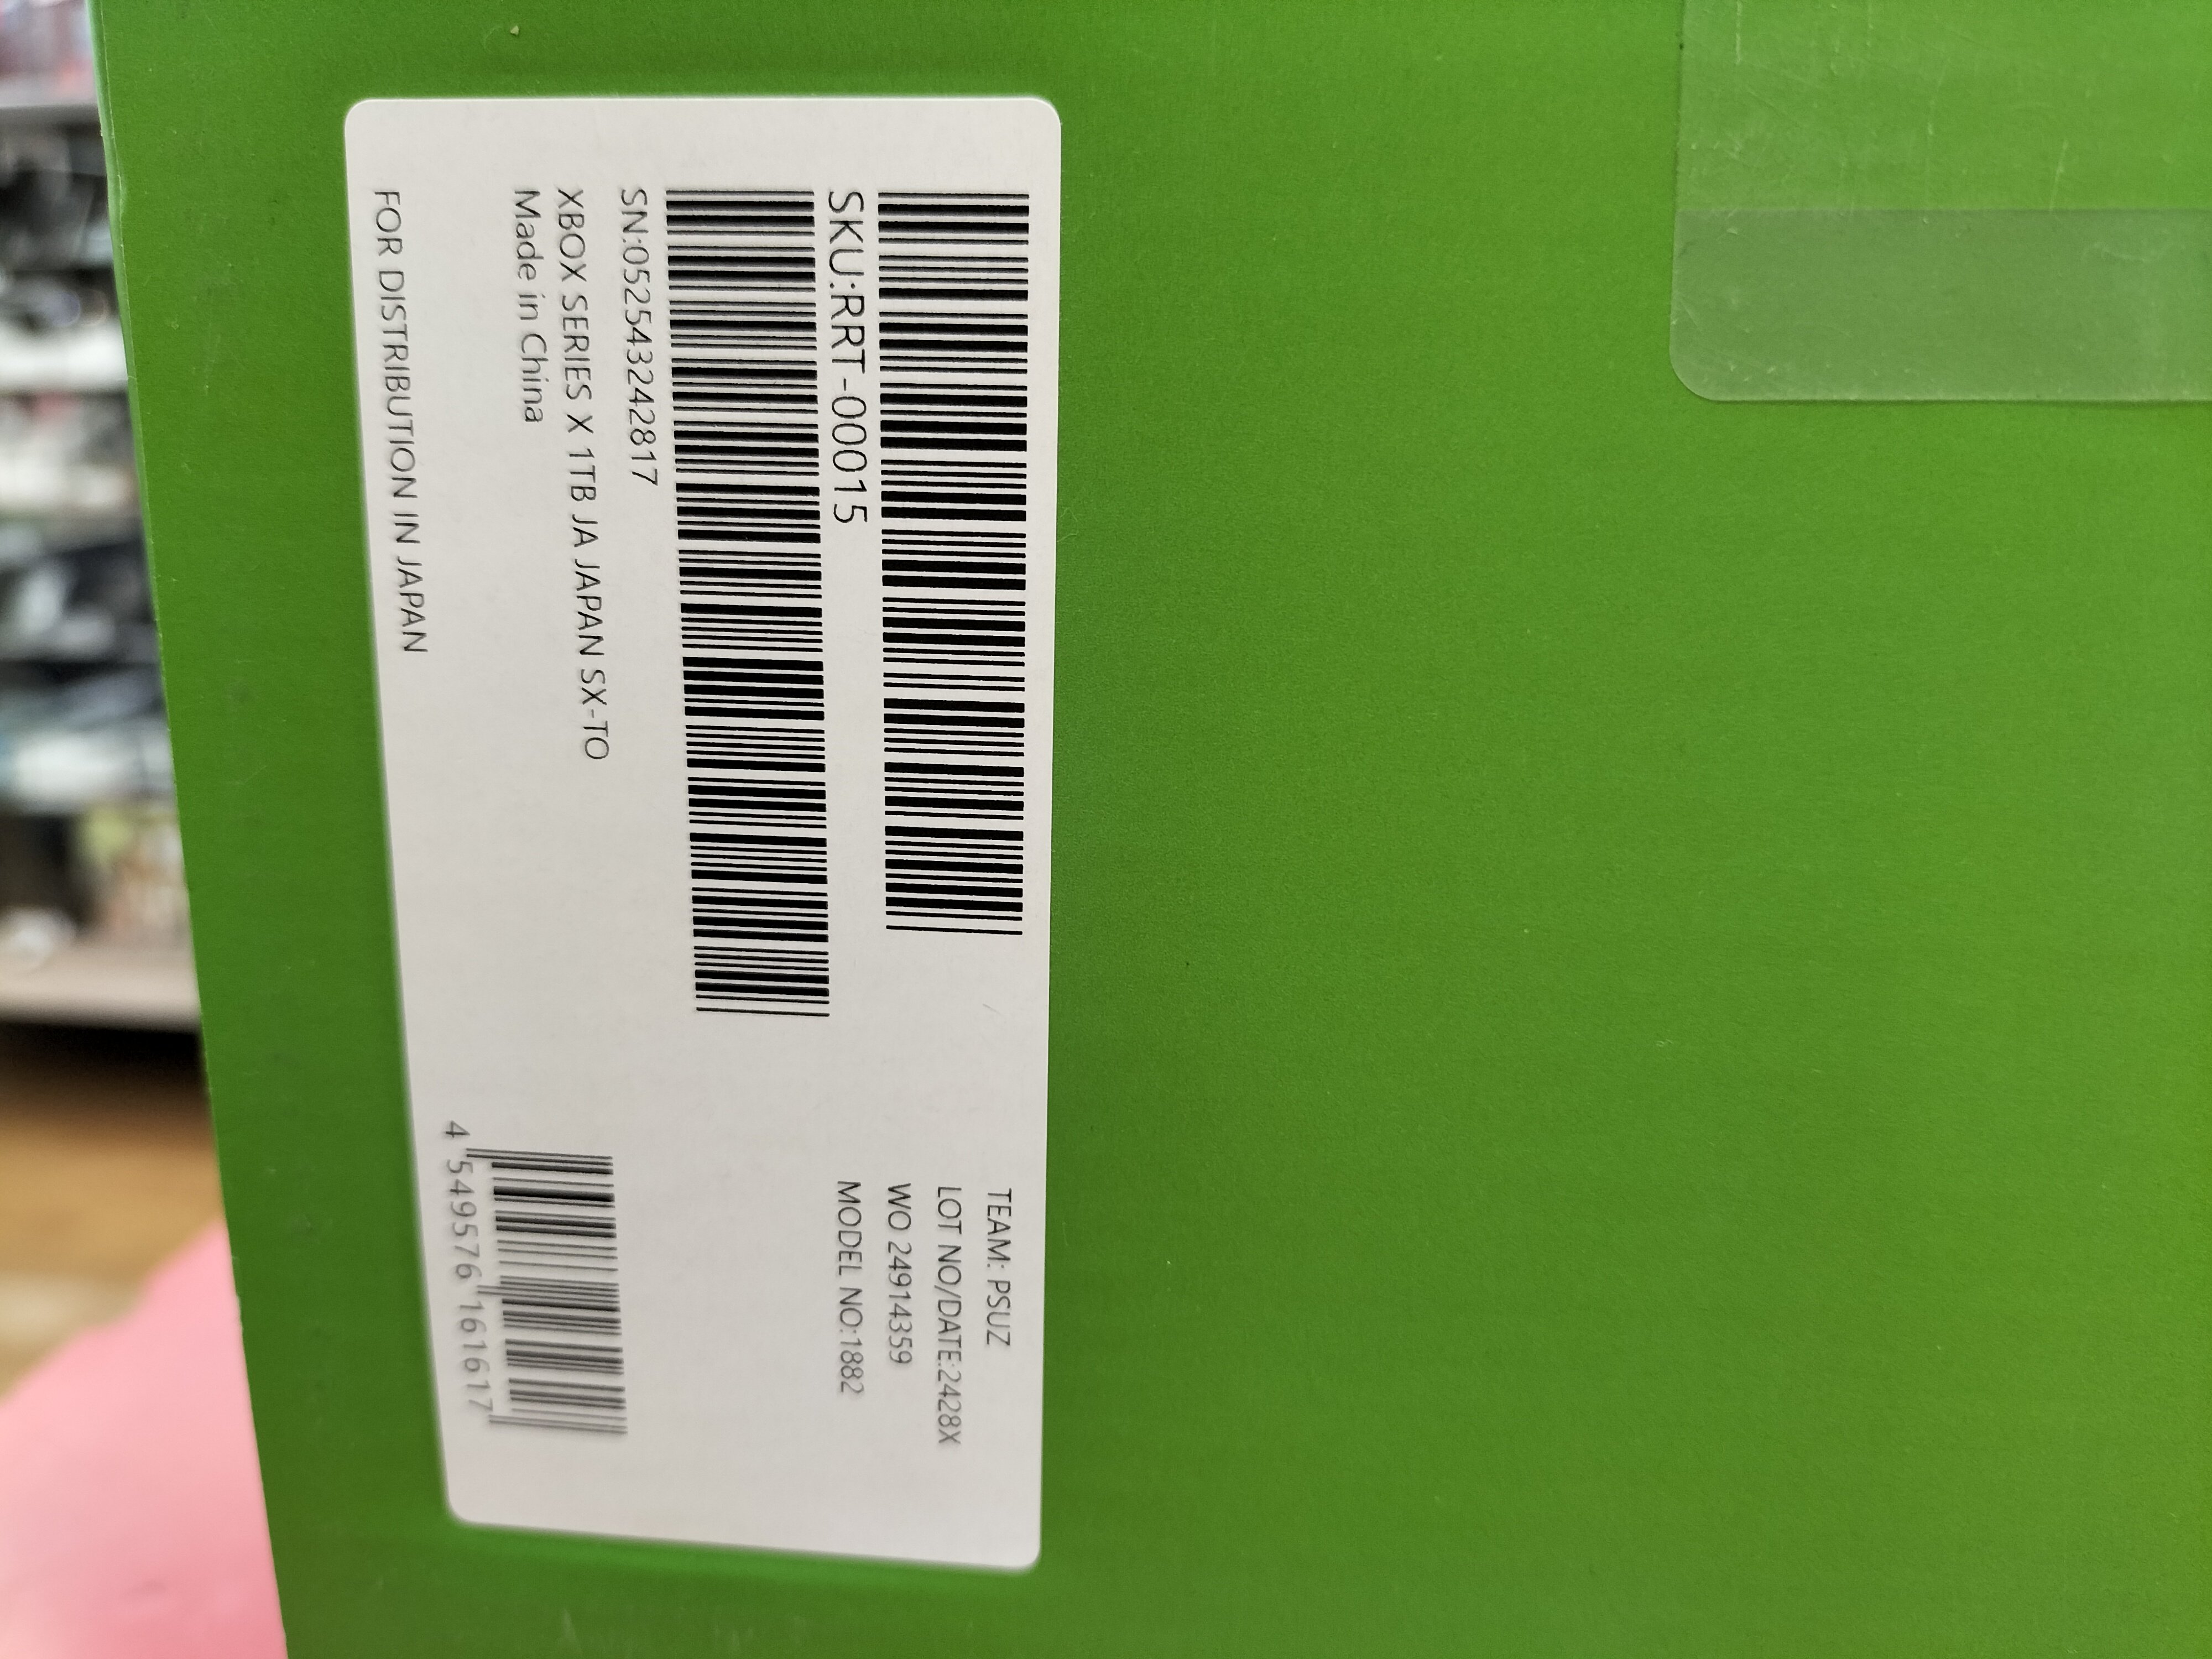 SKU:RRT-00015
SN:052543242817
XBOX SERIES X 1TB JA JAPAN SX-TO
Made in China
FOR DISTRIBUTION IN JAPAN
TEAM: PSUZ
LOT NO/DATE:2428X
WO 24914359
MODEL NO:1882
4 549576 161617